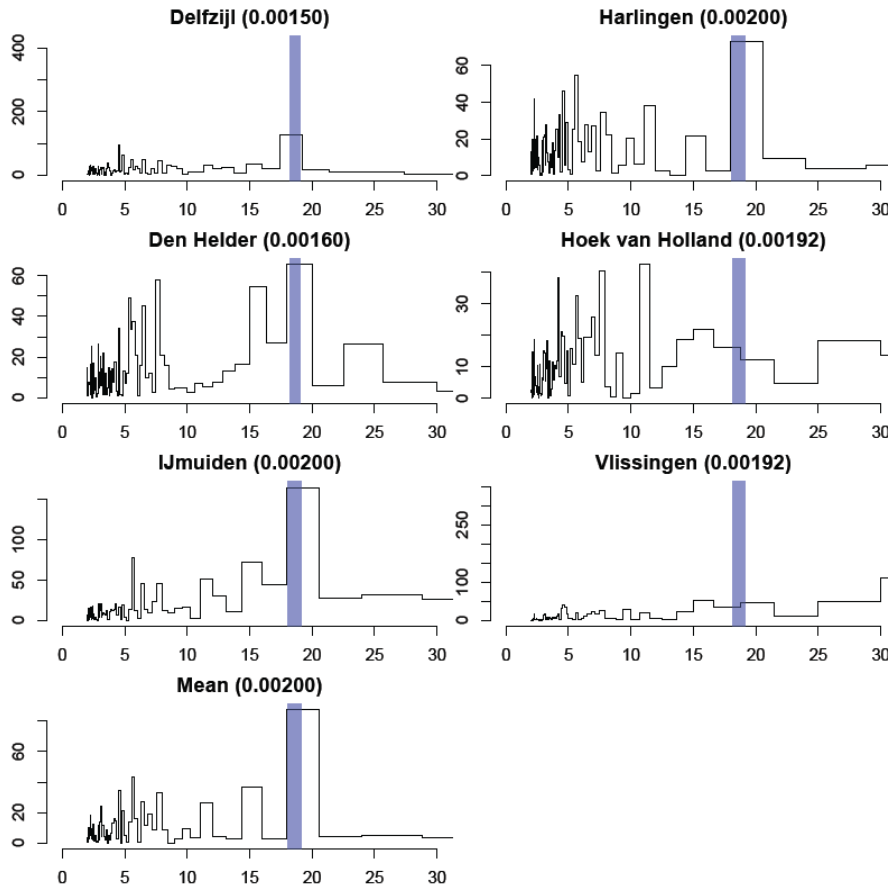 Delfzijl (0.00150)
0 200 400
0 5 10 15 20 25 30
Harlingen (0.00200)
0 20 40 60
0 5 10 15 20 25 30
Den Helder (0.00160)
0 20 40 60
0 5 10 15 20 25 30
Hoek van Holland (0.00192)
0 10 30
0 5 10 15 20 25 30
IJmuiden (0.00200)
0 50 100
0 5 10 15 20 25 30
Vlissingen (0.00192)
0 100 250
0 5 10 15 20 25 30
Mean (0.00200)
0 20 60
0 5 10 15 20 25 30